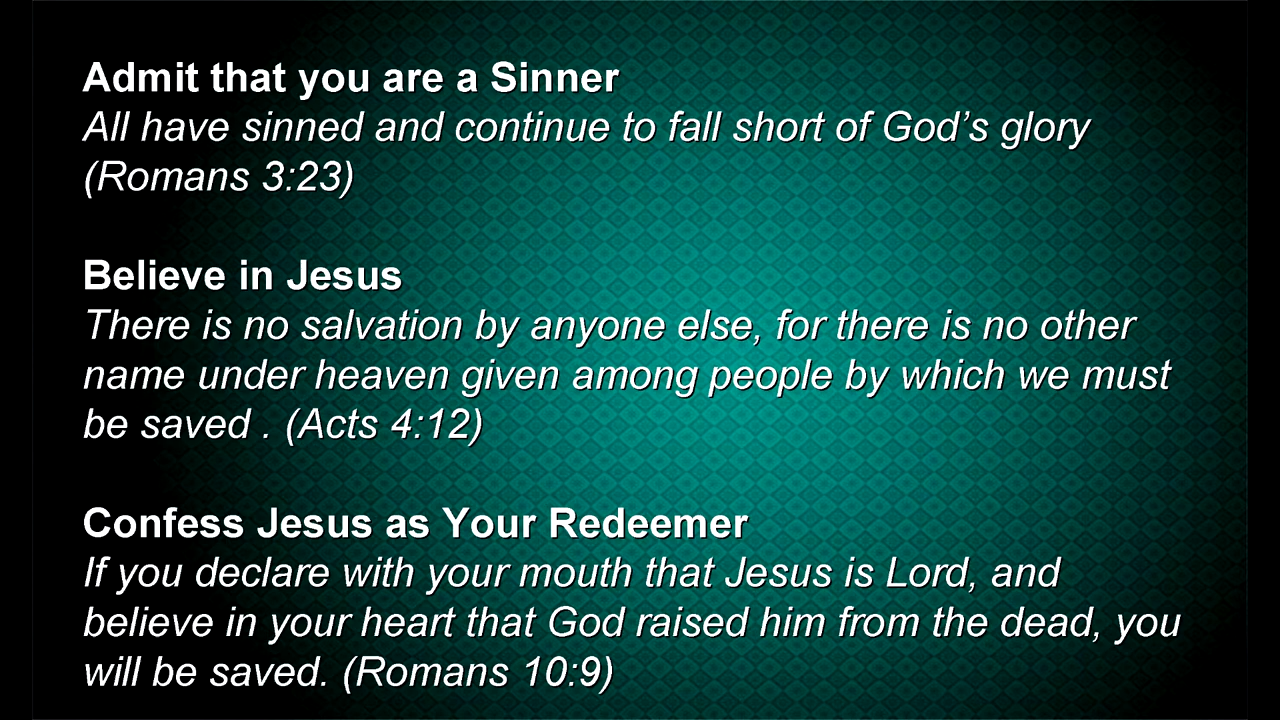 Admit that you are a Sinner
All have sinned and continue to fall short of God’s glory
(Romans 3:23)
Believe in Jesus
There is no salvation by anyone else, for there is no other
name under heaven given among people by which we must
be saved . (Acts 4:12)
Confess Jesus as Your Redeemer
If you declare with your mouth that Jesus is Lord, and
believe in your heart that God raised him from the dead, you
will be saved. (Romans 10:9)